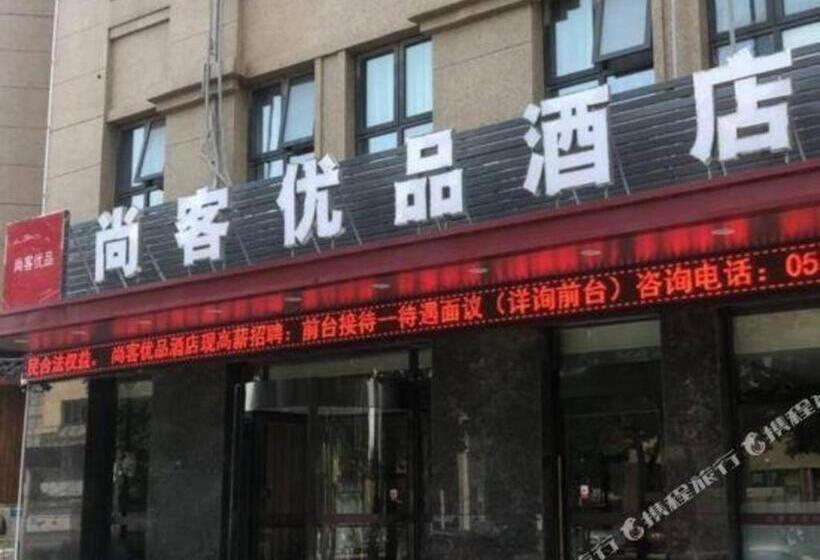 尚客优品酒店
尚客优品
民合法权益。 尚客优品酒店现高薪招聘：前台接待一待遇面议（详询前台）咨询电话：05
携程旅行
携程旅行